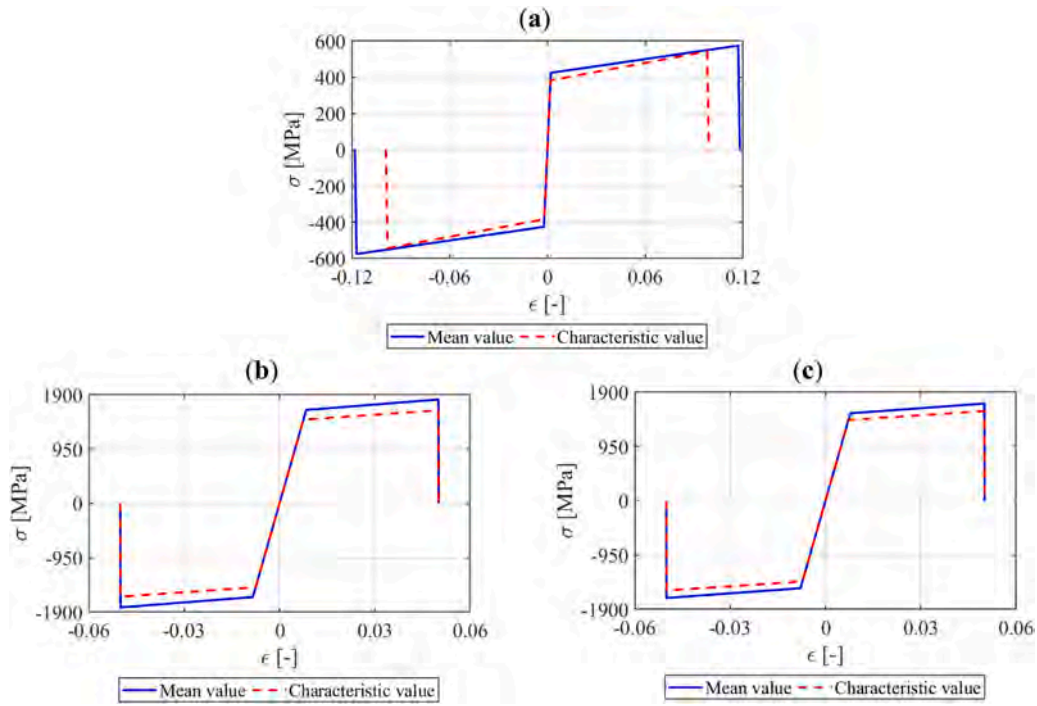 (a)
600
400
200
0
-200
-400
-600
σ [MPa]
-0.12 -0.06 0 0.06 0.12
ϵ [-]
Mean value Characteristic value
(b)
1900
950
0
-950
-1900
σ [MPa]
-0.06 -0.03 0 0.03 0.06
ϵ [-]
Mean value Characteristic value
(c)
1900
950
0
-950
-1900
σ [MPa]
-0.06 -0.03 0 0.03 0.06
ϵ [-]
Mean value Characteristic value